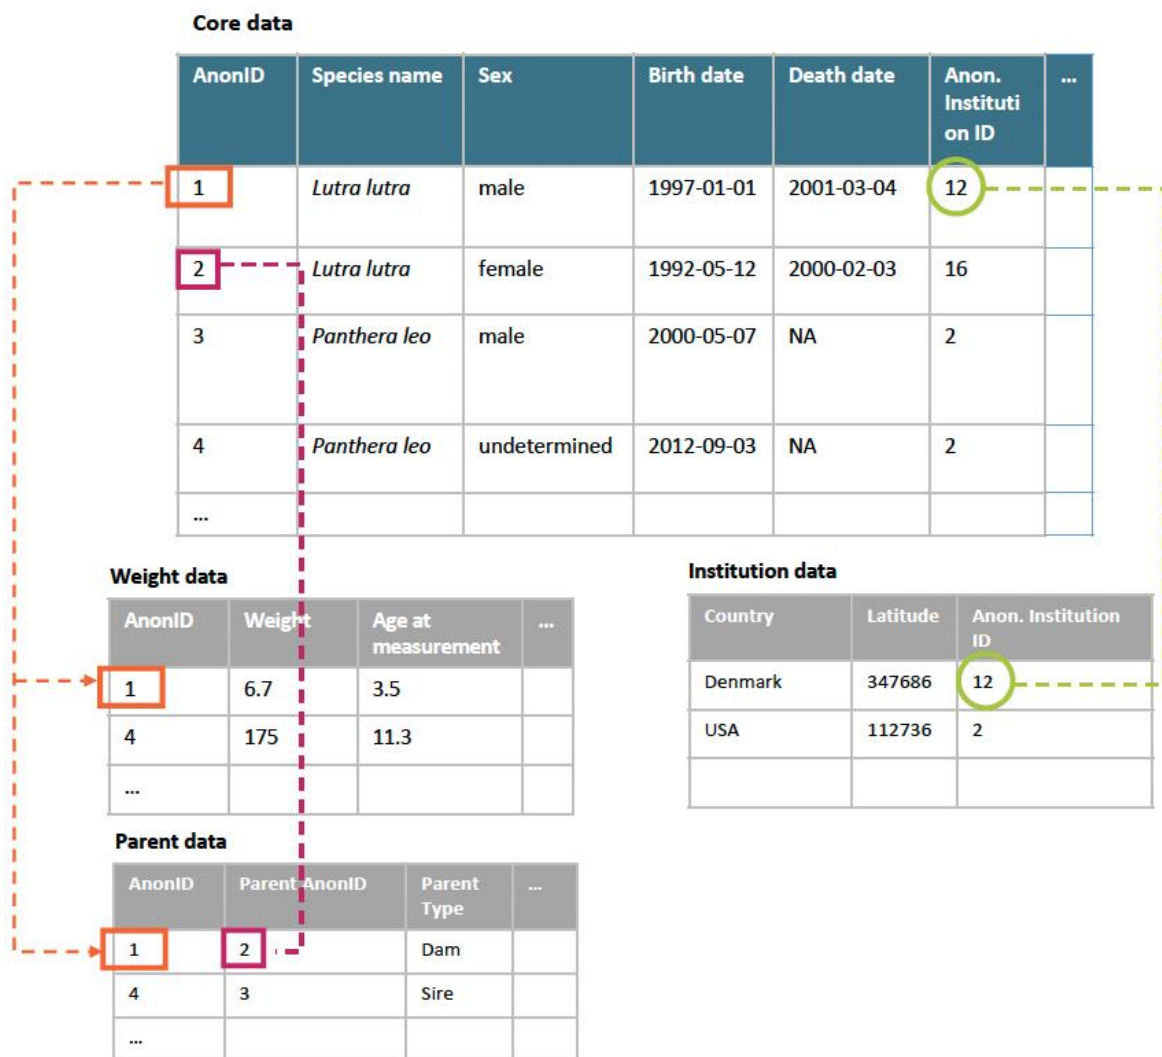 Core data
AnonID Species name Sex Birth date Death date Anon. ...
Instituti
on ID
1 Lutra lutra male 1997-01-01 2001-03-04 12
2 Lutra lutra female 1992-05-12 2000-02-03 16
3 Panthera leo male 2000-05-07 NA 2
4 Panthera leo undetermined 2012-09-03 NA 2
...
Weight data
AnonID Weight Age at ...
measurement
1 6.7 3.5
4 175 11.3
...
Institution data
Country Latitude Anon. Institution
ID
Denmark 347686 12
USA 112736 2
Parent data
AnonID Parent AnonID Parent ...
Type
1 2 Dam
4 3 Sire
...